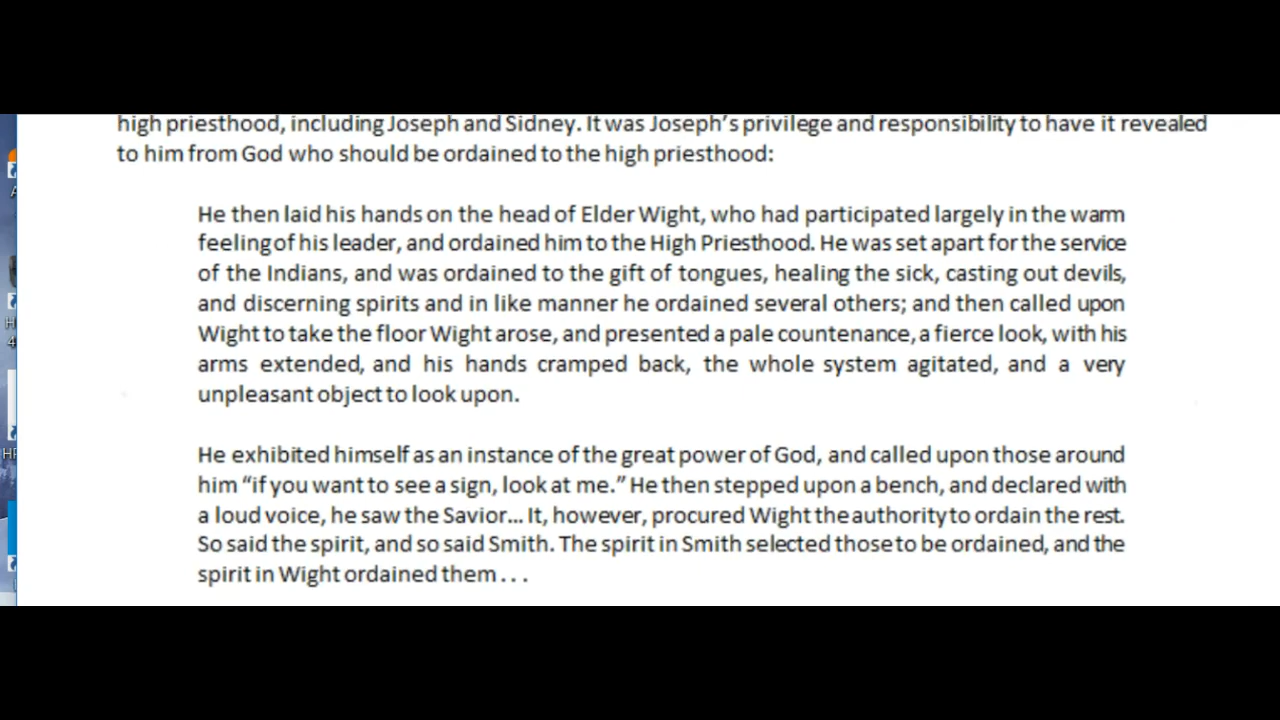 high priesthood, including Joseph and Sidney. It was Joseph's privilege and responsibility to have it revealed
to him from God who should be ordained to the high priesthood:
He then laid his hands on the head of Elder Wight, who had participated largely in the warm
feeling of his leader, and ordained him to the High Priesthood. He was set apart for the service
of the Indians, and was ordained to the gift of tongues, healing the sick, casting out devils,
and discerning spirits and in like manner he ordained several others; and then called upon
Wight to take the floor Wight arose, and presented a pale countenance, a fierce look, with his
arms extended, and his hands cramped back, the whole system agitated, and a very
unpleasant object to look upon.
He exhibited himself as an instance of the great power of God, and called upon those around
him “if you want to see a sign, look at me.” He then stepped upon a bench, and declared with
a loud voice, he saw the Savior... It, however, procured Wight the authority to ordain the rest.
So said the spirit, and so said Smith. The spirit in Smith selected those to be ordained, and the
spirit in Wight ordained them . . .